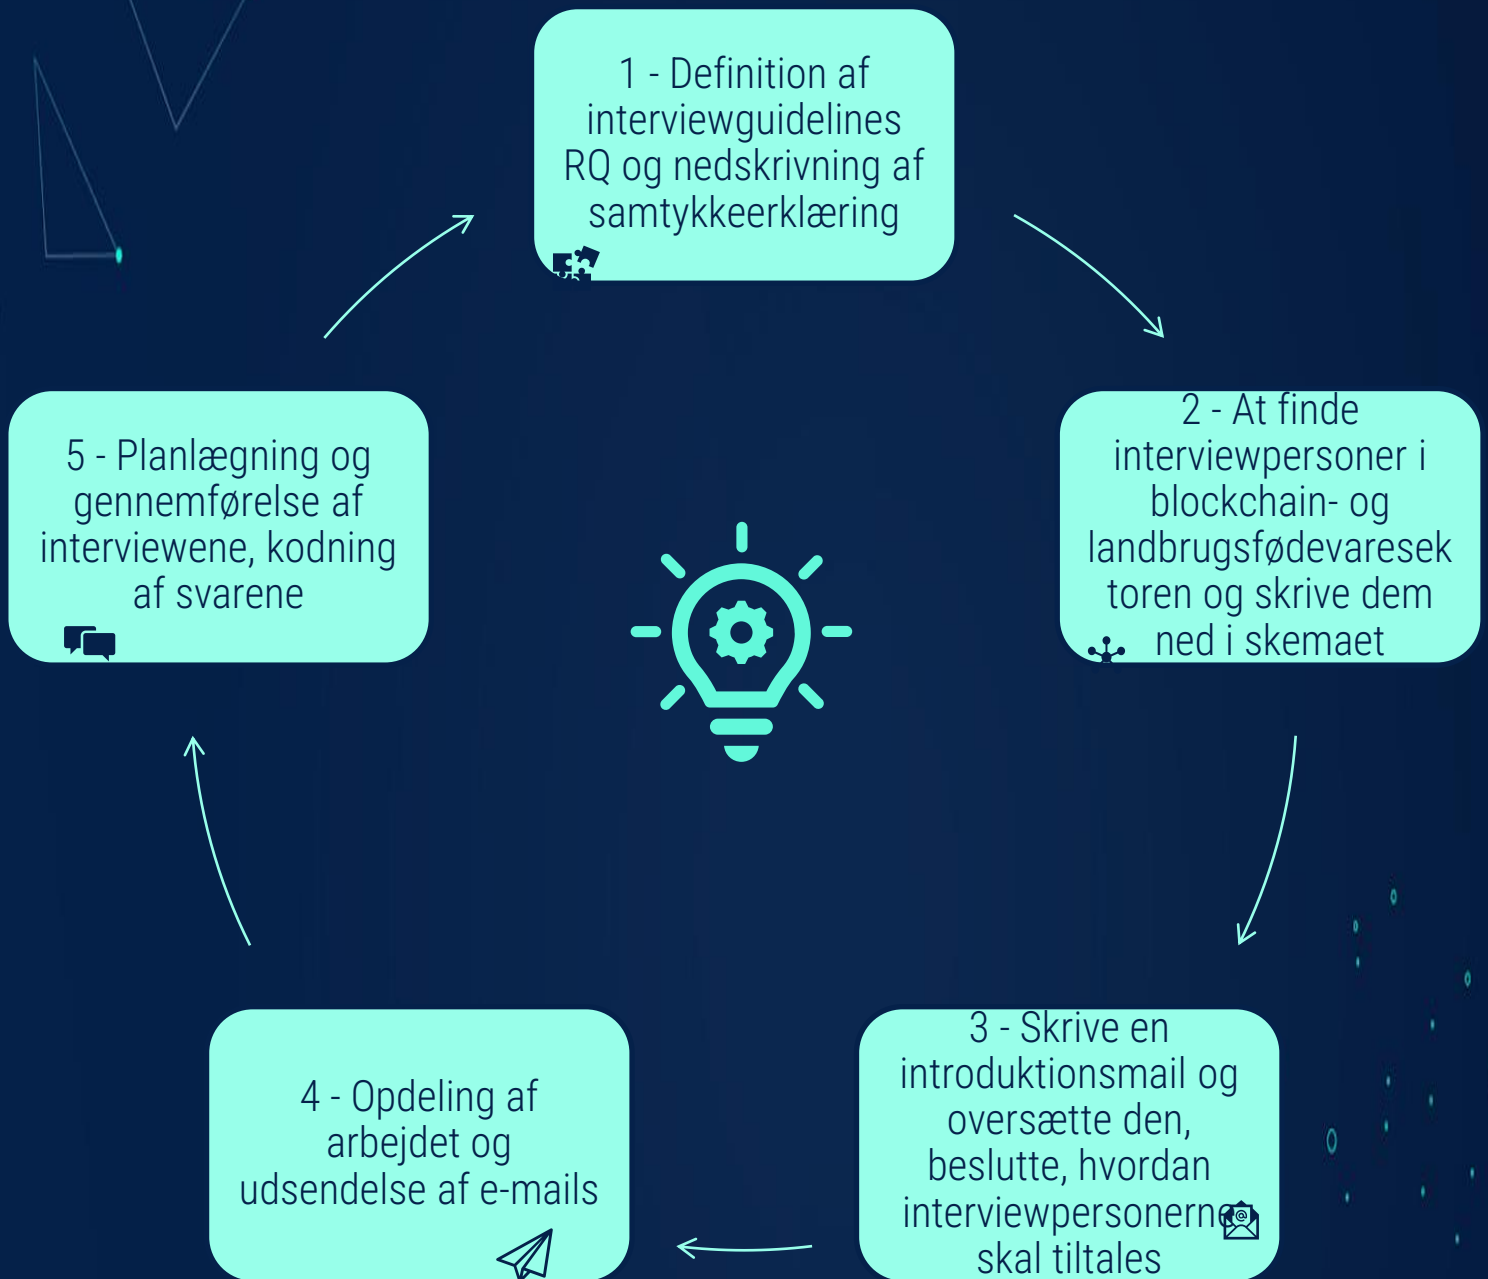 1 - Definition af
interviewguidelines
RQ og nedskrivning af
samtykkeerklæring
2 - At finde
interviewpersoner i
blockchain- og
landbrugsfødevaresek
toren og skrive dem
ned i skemaet
3 - Skrive en
introduktionsmail og
oversætte den,
beslutte, hvordan
interviewpersonerne
skal tiltales
4 - Opdeling af
arbejdet og
udsendelse af e-mails
5 - Planlægning og
gennemførelse af
interviewene, kodning
af svarene